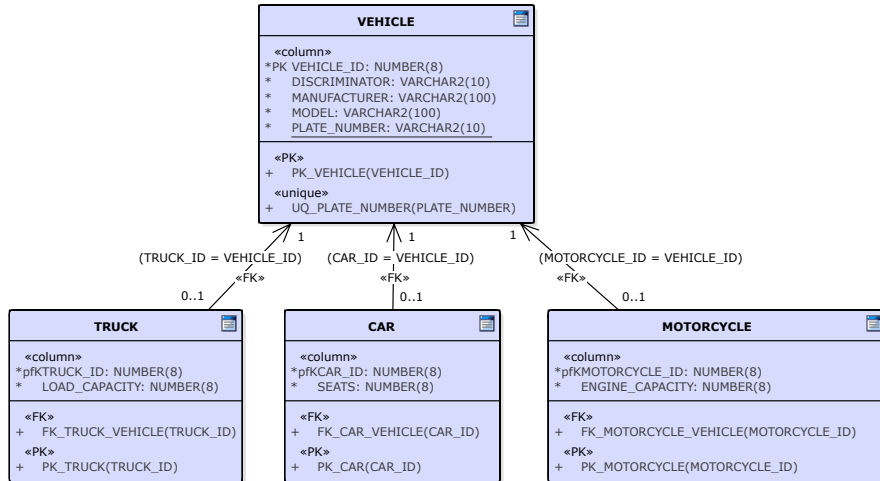 VEHICLE
«column»
*PK VEHICLE_ID: NUMBER(8)
* DISCRIMINATOR: VARCHAR2(10)
* MANUFACTURER: VARCHAR2(100)
* MODEL: VARCHAR2(100)
* PLATE_NUMBER: VARCHAR2(10)
«PK»
+ PK_VEHICLE(VEHICLE_ID)
«unique»
+ UQ_PLATE_NUMBER(PLATE_NUMBER)
1
(TRUCK_ID = VEHICLE_ID)
«FK»
0..1
1
(CAR_ID = VEHICLE_ID)
«FK»
0..1
1
(MOTORCYCLE_ID = VEHICLE_ID)
«FK»
0..1
TRUCK
«column»
*pfKTRUCK_ID: NUMBER(8)
* LOAD_CAPACITY: NUMBER(8)
«FK»
+ FK_TRUCK_VEHICLE(TRUCK_ID)
«PK»
+ PK_TRUCK(TRUCK_ID)
CAR
«column»
*pfKCAR_ID: NUMBER(8)
* SEATS: NUMBER(8)
«FK»
+ FK_CAR_VEHICLE(CAR_ID)
«PK»
+ PK_CAR(CAR_ID)
MOTORCYCLE
«column»
*pfKMOTORCYCLE_ID: NUMBER(8)
* ENGINE_CAPACITY: NUMBER(8)
«FK»
+ FK_MOTORCYCLE_VEHICLE(MOTORCYCLE_ID)
«PK»
+ PK_MOTORCYCLE(MOTORCYCLE_ID)